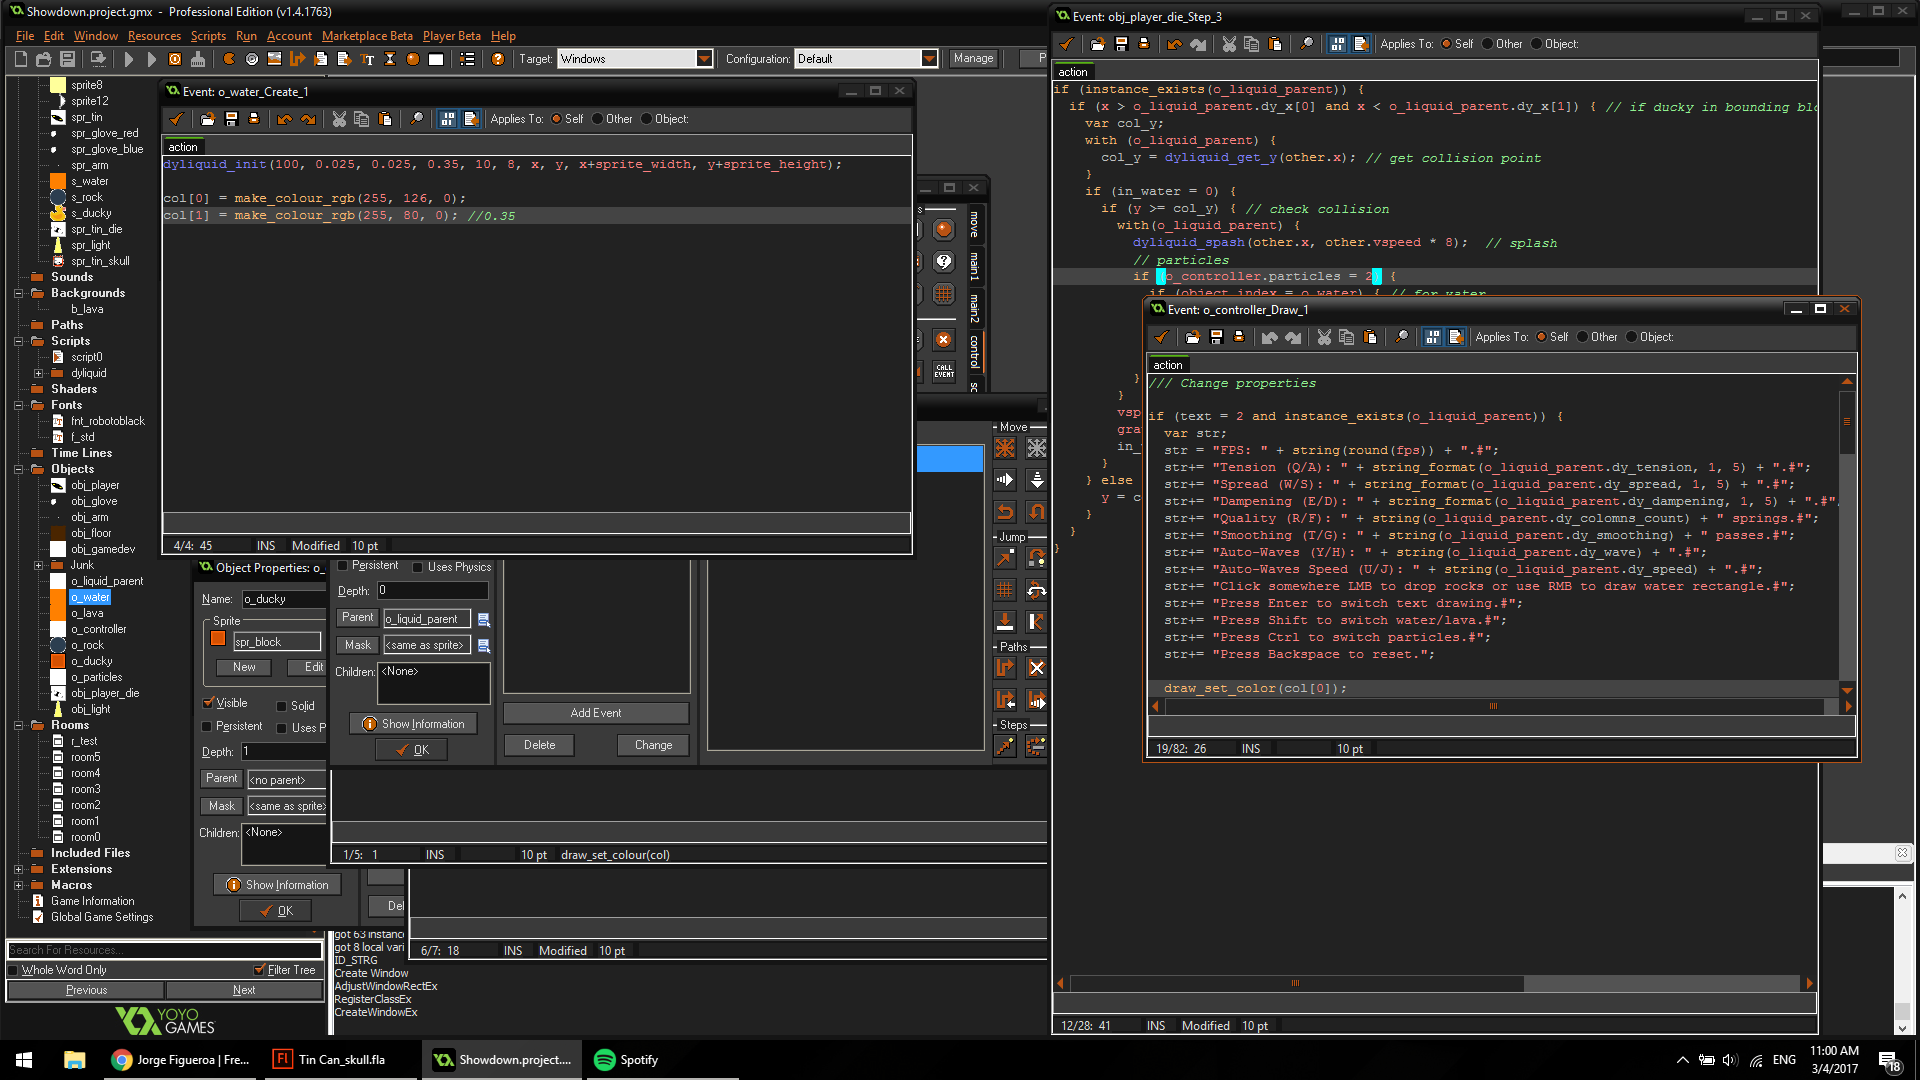 Showdown.project.gmx - Professional Edition (v1.4.1763)
File Edit Window Resources Scripts Run Account Marketplace Beta Player Beta Help
Target: Windows
Configuration: Default
Manage
sprite8
sprite12
spr_tin
spr_glove_red
spr_glove_blue
spr_arm
s_water
s_rock
s_ducky
spr_tin_die
spr_light
spr_tin_skull
Sounds
Backgrounds
b_lava
Paths
Scripts
script0
dyliquid
Shaders
Fonts
fnt_robotoblack
f_std
Time Lines
Objects
obj_player
obj_glove
obj_arm
obj_floor
obj_gamedev
Junk
o_liquid_parent
o_water
o_lava
o_controller
o_rock
o_ducky
o_particles
obj_player_die
obj_light
Rooms
r_test
room5
room4
room3
room2
room1
room0
Included Files
Extensions
Macros
Game Information
Global Game Settings
Search For Resources...
Whole Word Only Filter Tree
Previous Next
YOYO GAMES
Event: o_water_Create_1
Applies To: Self Other Object:
action
dyliquid_init(100, 0.025, 0.025, 0.35, 10, 8, x, y, x+sprite_width, y+sprite_height);
col[0] = make_colour_rgb(255, 126, 0);
col[1] = make_colour_rgb(255, 80, 0); //0.35
4/4: 45 INS Modified 10 pt
move
main1
main2
control
CALL EVENT
Object Properties: o_
Name: o_ducky
Sprite
spr_block
New Edit
Visible Solid
Persistent Uses P
Depth: 1
Parent <no parent>
Mask <same as sprite>
Children: <None>
Show Information
OK
Persistent Uses Physics
Depth: 0
Parent o_liquid_parent
Mask <same as sprite>
Children: <None>
Show Information
OK
Add Event
Delete Change
Move
Jump
Paths
Steps
1/5: 1 INS 10 pt draw_set_colour(col)
Del
6/7: 18 INS Modified 10 pt
got 63 instance
got 8 local vari
ID_STRG
Create Window
AdjustWindowRectEx
RegisterClassEx
CreateWindowEx
Event: obj_player_die_Step_3
Applies To: Self Other Object:
action
if (instance_exists(o_liquid_parent)) {
if (x > o_liquid_parent.dy_x[0] and x < o_liquid_parent.dy_x[1]) { // if ducky in bounding blo
var col_y;
with (o_liquid_parent) {
col_y = dyliquid_get_y(other.x); // get collision point
}
if (in_water = 0) {
if (y >= col_y) { // check collision
with(o_liquid_parent) {
dyliquid_spash(other.x, other.vspeed * 8); // splash
// particles
if (o_controller.particles = 2) {
if (object_index = o_water) { // for water
}
}
vsp
gra
in_
}
} else
y = c
}
}
}
12/28: 41 INS Modified 10 pt
Event: o_controller_Draw_1
Applies To: Self Other Object:
action
/// Change properties
if (text = 2 and instance_exists(o_liquid_parent)) {
var str;
str = "FPS: " + string(round(fps)) + ".#";
str+= "Tension (Q/A): " + string_format(o_liquid_parent.dy_tension, 1, 5) + ".#";
str+= "Spread (W/S): " + string_format(o_liquid_parent.dy_spread, 1, 5) + ".#";
str+= "Dampening (E/D): " + string_format(o_liquid_parent.dy_dampening, 1, 5) + ".#"
str+= "Quality (R/F): " + string(o_liquid_parent.dy_colomns_count) + " springs.#";
str+= "Smoothing (T/G): " + string(o_liquid_parent.dy_smoothing) + " passes.#";
str+= "Auto-Waves (Y/H): " + string(o_liquid_parent.dy_wave) + ".#";
str+= "Auto-Waves Speed (U/J): " + string(o_liquid_parent.dy_speed) + ".#";
str+= "Click somewhere LMB to drop rocks or use RMB to draw water rectangle.#";
str+= "Press Enter to switch text drawing.#";
str+= "Press Shift to switch water/lava.#";
str+= "Press Ctrl to switch particles.#";
str+= "Press Backspace to reset.";
draw_set_color(col[0]);
19/82: 26 INS 10 pt
Jorge Figueroa | Fre...
Tin Can_skull.fla
Showdown.project....
Spotify
ENG
11:00 AM
3/4/2017
18